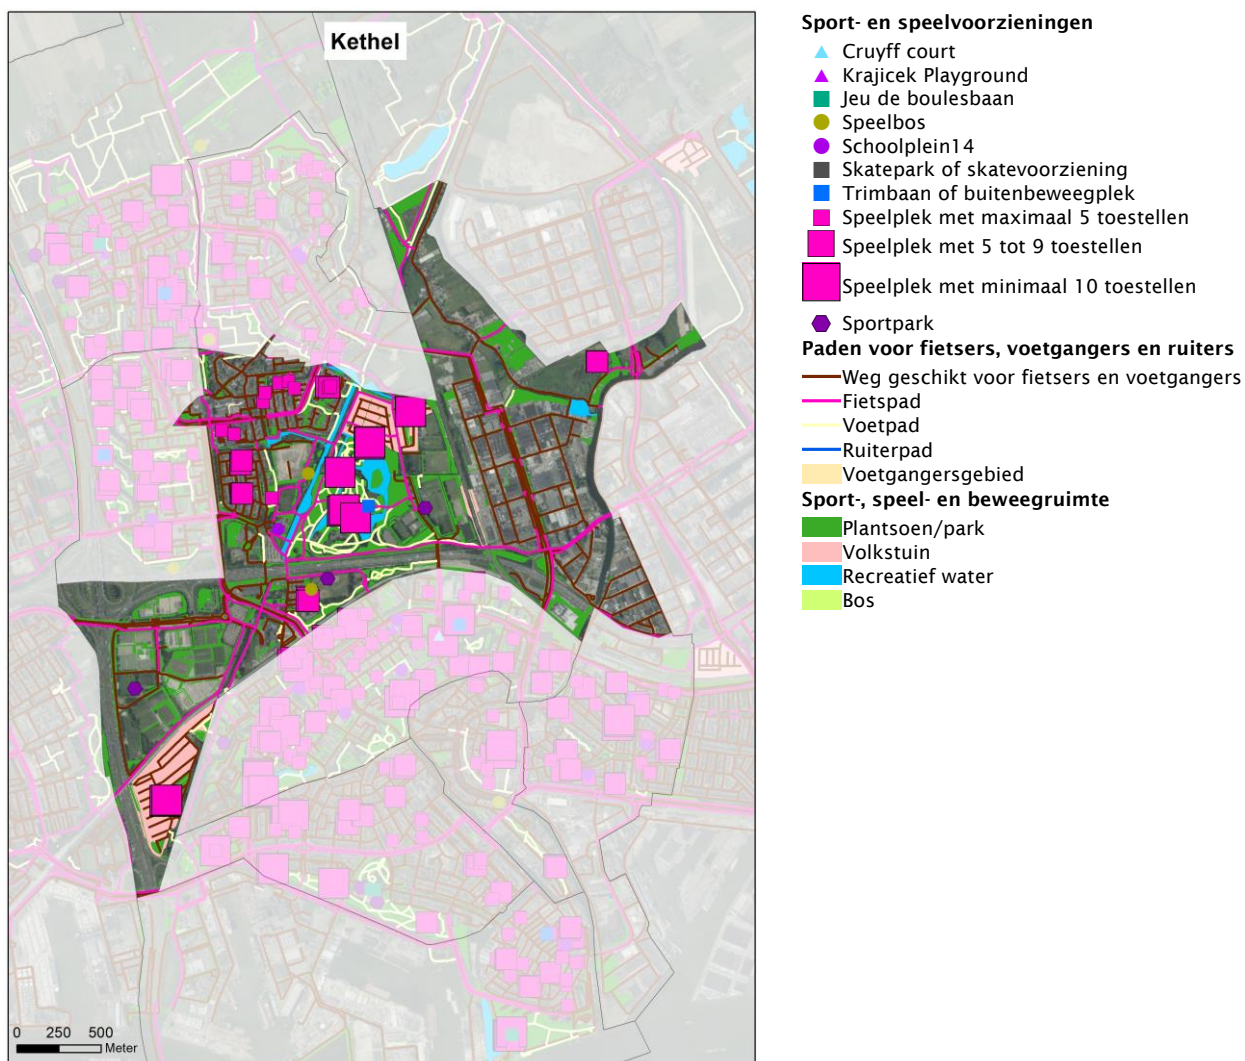 Kethel
0 250 500
Meter
Sport- en speelvoorzieningen
Cruyff court
Krajicek Playground
Jeu de boulesbaan
Speelbos
Schoolplein14
Skatepark of skatevoorziening
Trimbaan of buitenbeweegplek
Speelplek met maximaal 5 toestellen
Speelplek met 5 tot 9 toestellen
Speelplek met minimaal 10 toestellen
Sportpark
Paden voor fietsers, voetgangers en ruiters
Weg geschikt voor fietsers en voetgangers
Fietspad
Voetpad
Ruiterpad
Voetgangersgebied
Sport-, speel- en beweegruimte
Plantsoen/park
Volkstuin
Recreatief water
Bos